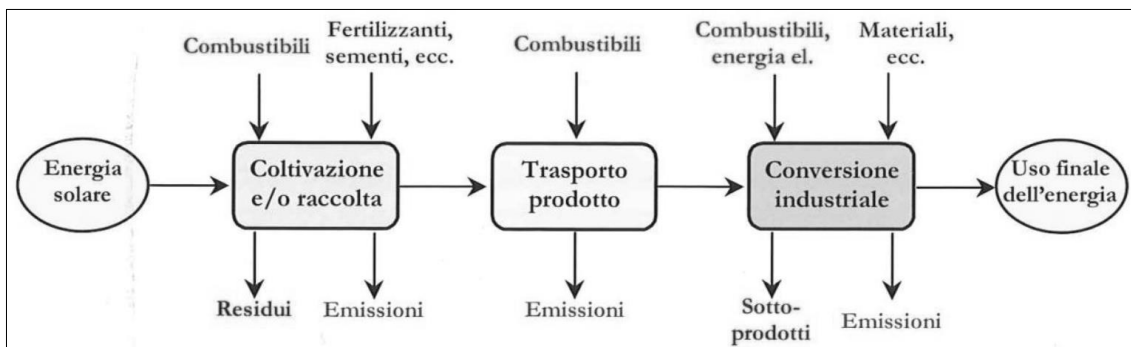 Combustibili
Fertilizzanti,
sementi, ecc.
Combustibili
Combustibili,
energia el.
Materiali,
ecc.
Energia
solare
Coltivazione
e/o raccolta
Trasporto
prodotto
Conversione
industriale
Uso finale
dell'energia
Residui
Emissioni
Emissioni
Sotto-
prodotti
Emissioni